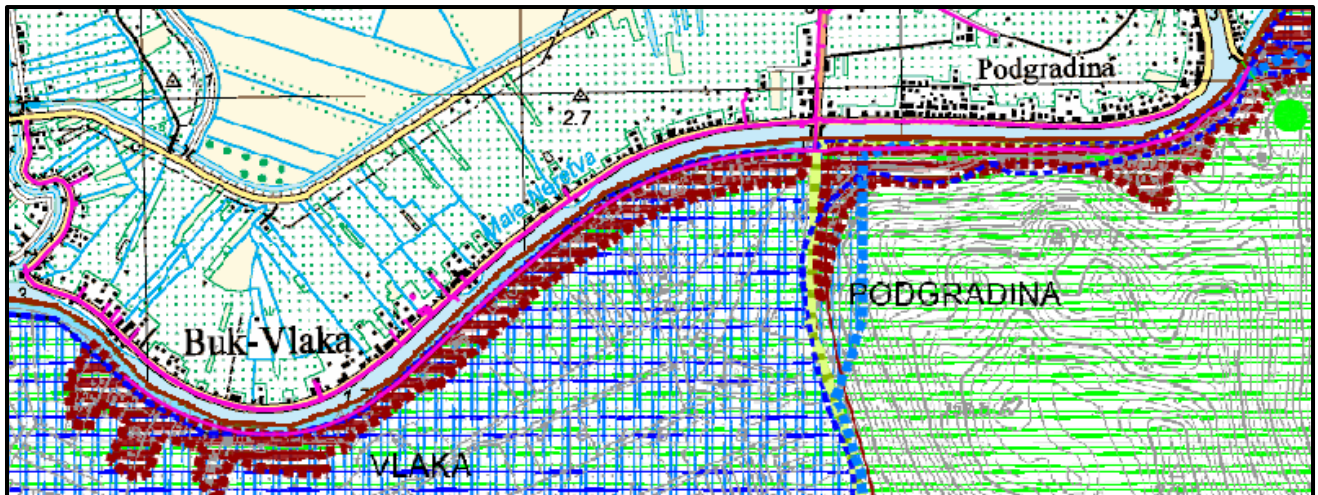 Podgradina
2.7
Mala Neretva
Buk-Vlaka
PODGRADINA
VLAKA